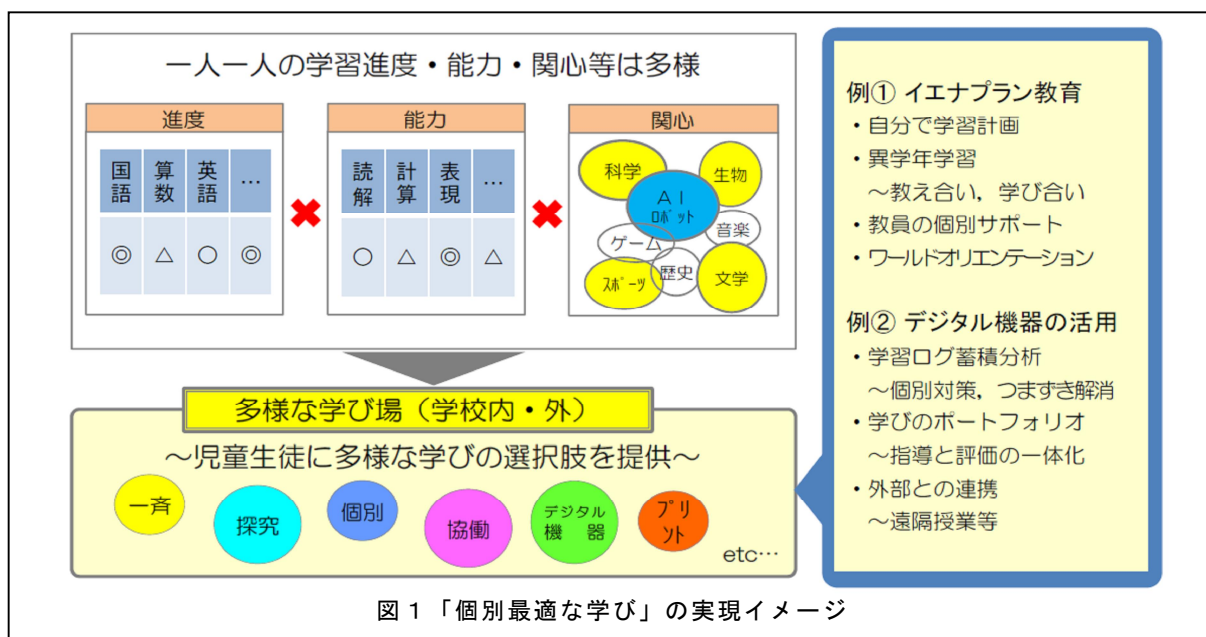 一人一人の学習進度・能力・関心等は多様
進度
国語 算数 英語 …
◎ △ ○ ◎
能力
読解 計算 表現 …
○ △ ◎ △
関心
科学
生物
AI
ロボット
ゲーム
音楽
スポーツ
歴史
文学
多様な学び場（学校内・外）
～児童生徒に多様な学びの選択肢を提供～
一斉
探究
個別
協働
デジタル
機器
プリ
ント
etc…
例① イエナプラン教育
・自分で学習計画
・異学年学習
～教え合い，学び合い
・教員の個別サポート
・ワールドオリエンテーション
例② デジタル機器の活用
・学習ログ蓄積分析
～個別対策，つまずき解消
・学びのポートフォリオ
～指導と評価の一体化
・外部との連携
～遠隔授業等
図１「個別最適な学び」の実現イメージ